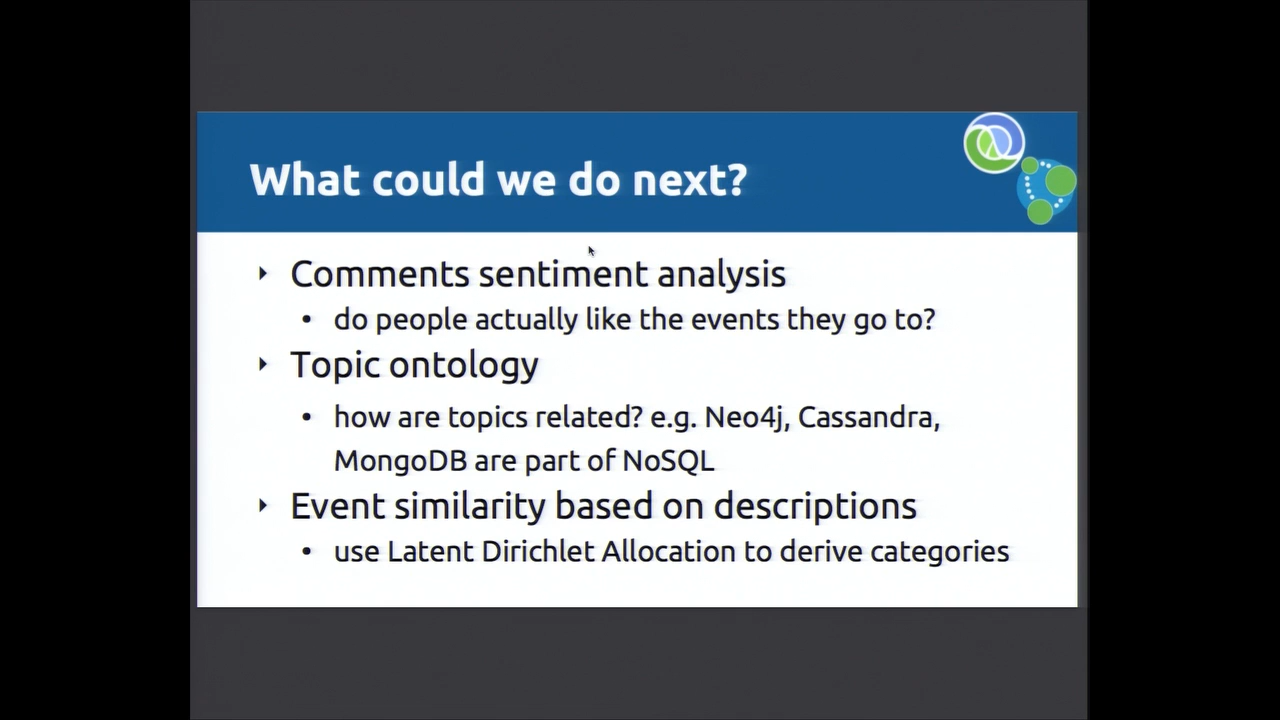 What could we do next?
Comments sentiment analysis
do people actually like the events they go to?
Topic ontology
how are topics related? e.g. Neo4j, Cassandra,
MongoDB are part of NoSQL
Event similarity based on descriptions
use Latent Dirichlet Allocation to derive categories